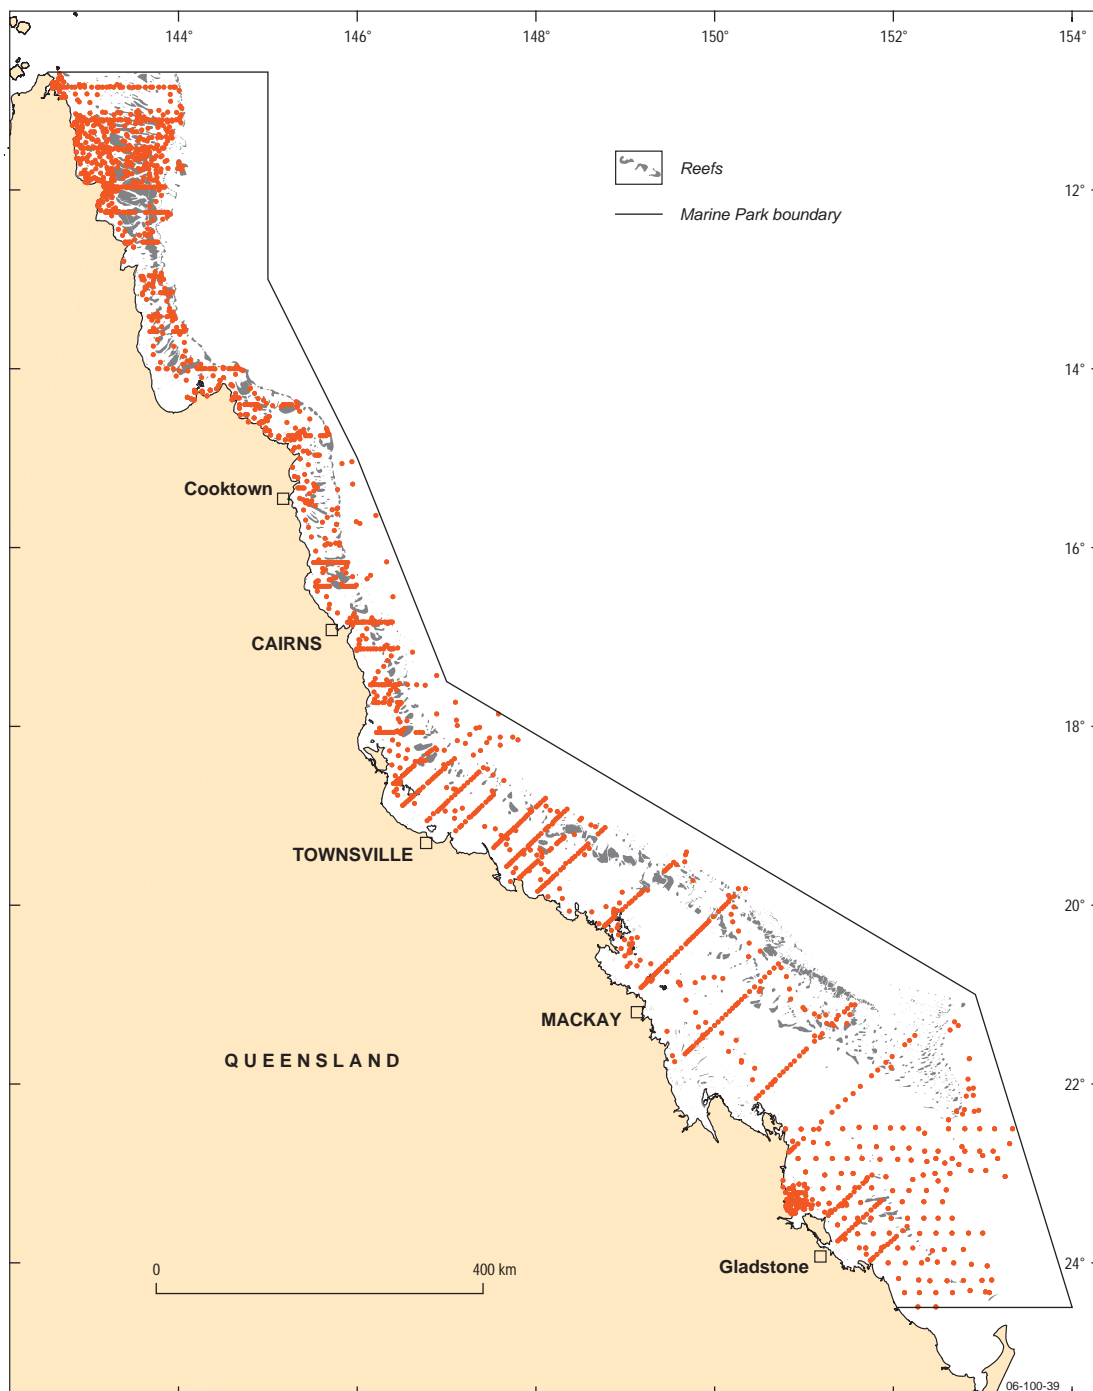 144° 146° 148° 150° 152° 154°
Reefs
12°
Marine Park boundary
14°
Cooktown
16°
CAIRNS
18°
TOWNSVILLE
20°
MACKAY
QUEENSLAND
22°
Gladstone
24°
0 400 km
06-100-39